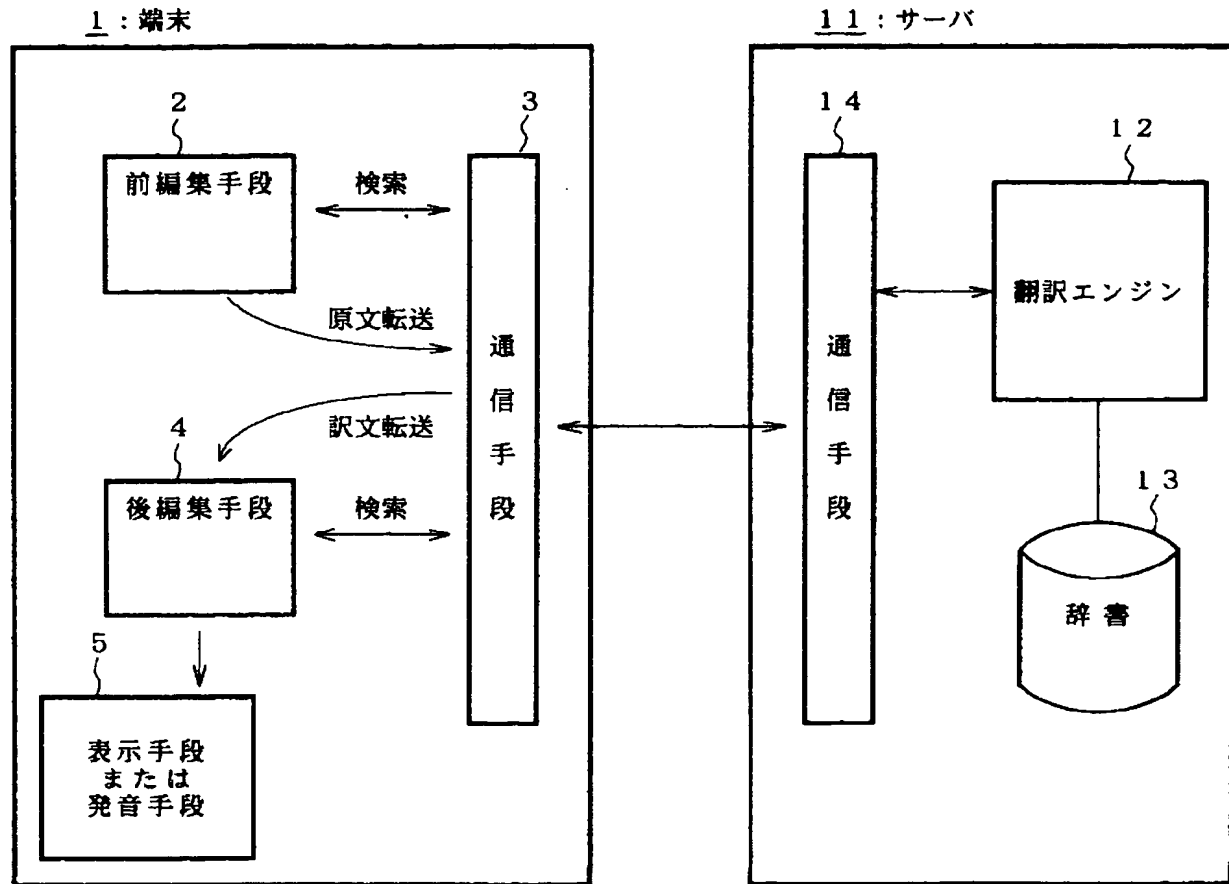 1：端末
2
前編集手段
検索
3
原文転送
通信手段
訳文転送
4
後編集手段
検索
5
表示手段
または
発音手段
11：サーバ
14
通信手段
12
翻訳エンジン
13
辞書